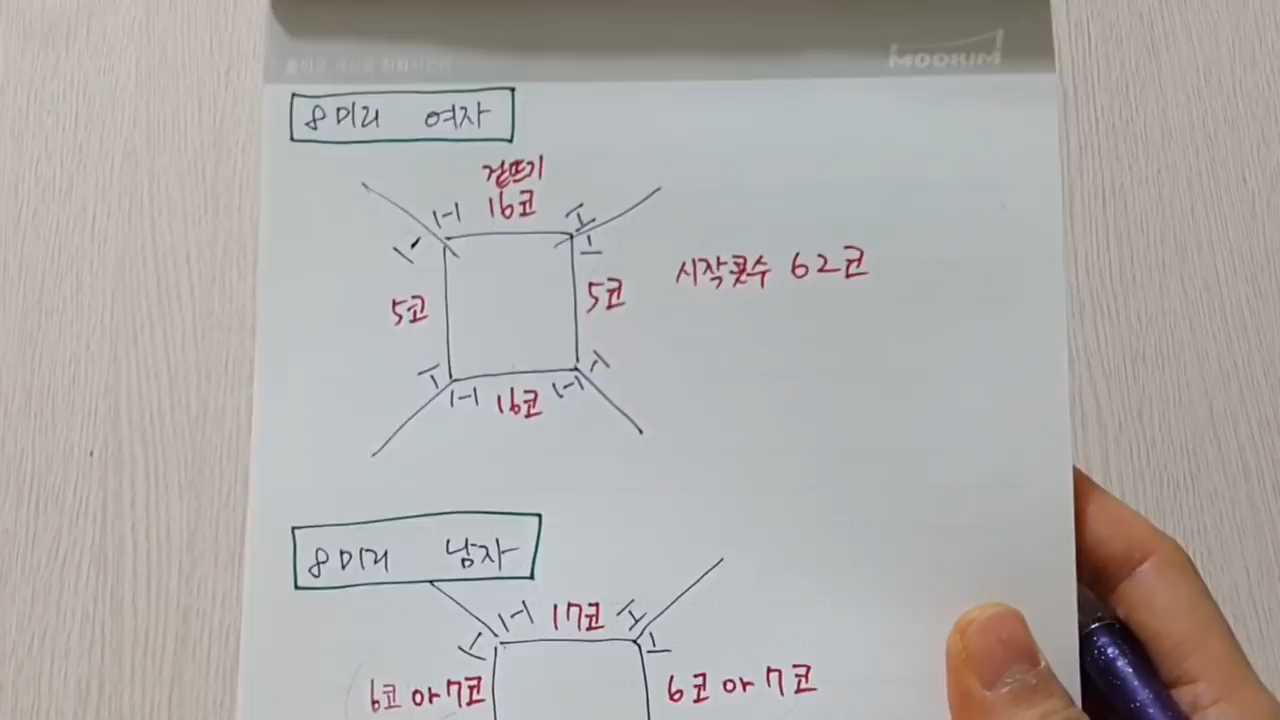 MOORIM
8미리 여자
겉뜨기
16코
5코
5코
시작콧수 62코
16코
8미리 남자
17코
6코 or 7코
6코 or 7코